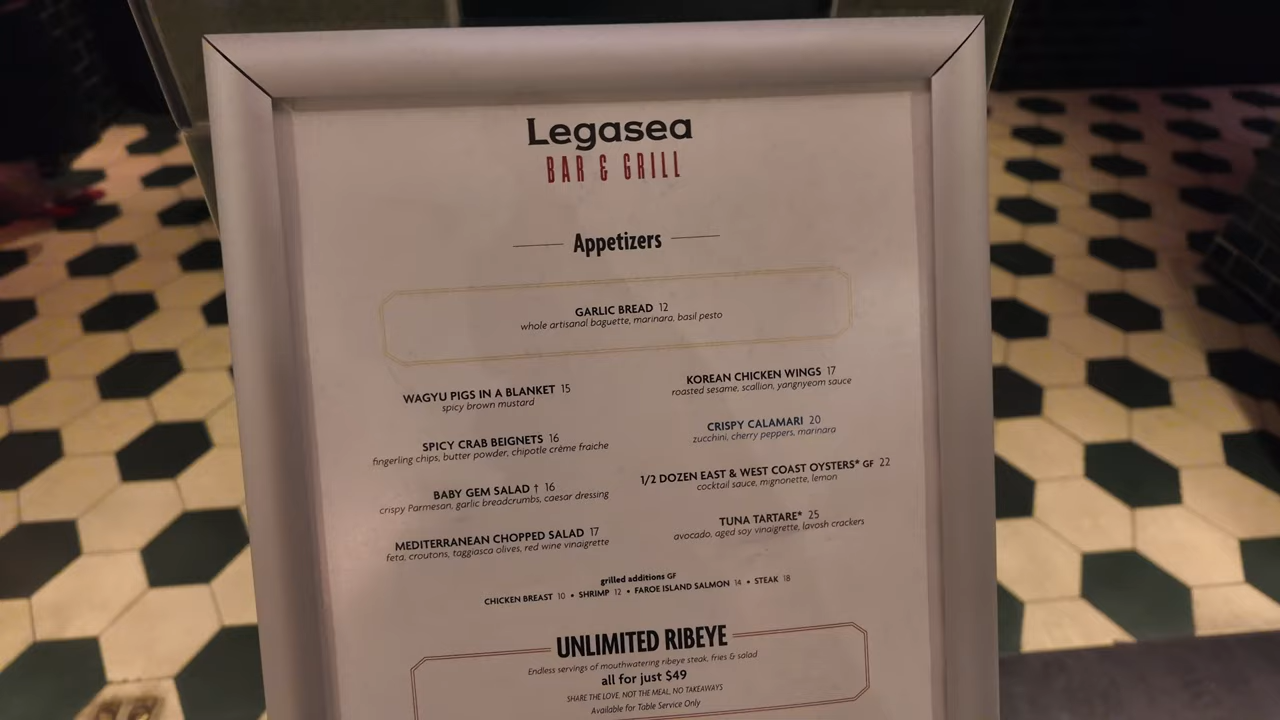 Legasea
BAR & GRILL
Appetizers
GARLIC BREAD 12
whole artisanal baguette, marinara, basil pesto
WAGYU PIGS IN A BLANKET 15
spicy brown mustard
SPICY CRAB BEIGNETS 16
fingerling chips, butter powder, chipotle crème fraiche
BABY GEM SALAD † 16
crispy Parmesan, garlic breadcrumbs, caesar dressing
MEDITERRANEAN CHOPPED SALAD 17
feta, croutons, taggiasca olives, red wine vinaigrette
KOREAN CHICKEN WINGS 17
roasted sesame, scallion, yangnyeom sauce
CRISPY CALAMARI 20
zucchini, cherry peppers, marinara
1/2 DOZEN EAST & WEST COAST OYSTERS* GF 22
cocktail sauce, mignonette, lemon
TUNA TARTARE* 25
avocado, aged soy vinaigrette, lavosh crackers
grilled additions GF
CHICKEN BREAST 10 • SHRIMP 12 • FAROE ISLAND SALMON 14 • STEAK 18
UNLIMITED RIBEYE
Endless servings of mouthwatering ribeye steak, fries & salad
all for just $49
SHARE THE LOVE, NOT THE MEAL, NO TAKEAWAYS
Available for Table Service Only